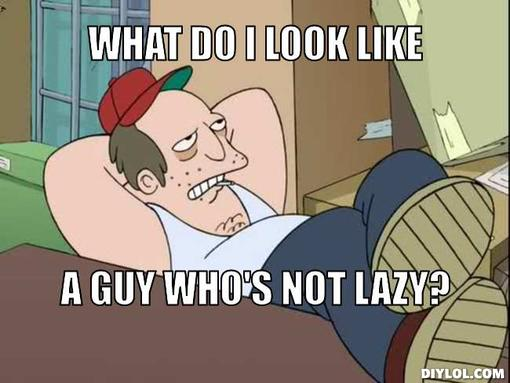 WHAT DO I LOOK LIKE
A GUY WHO'S NOT LAZY?
DIYLOL.COM